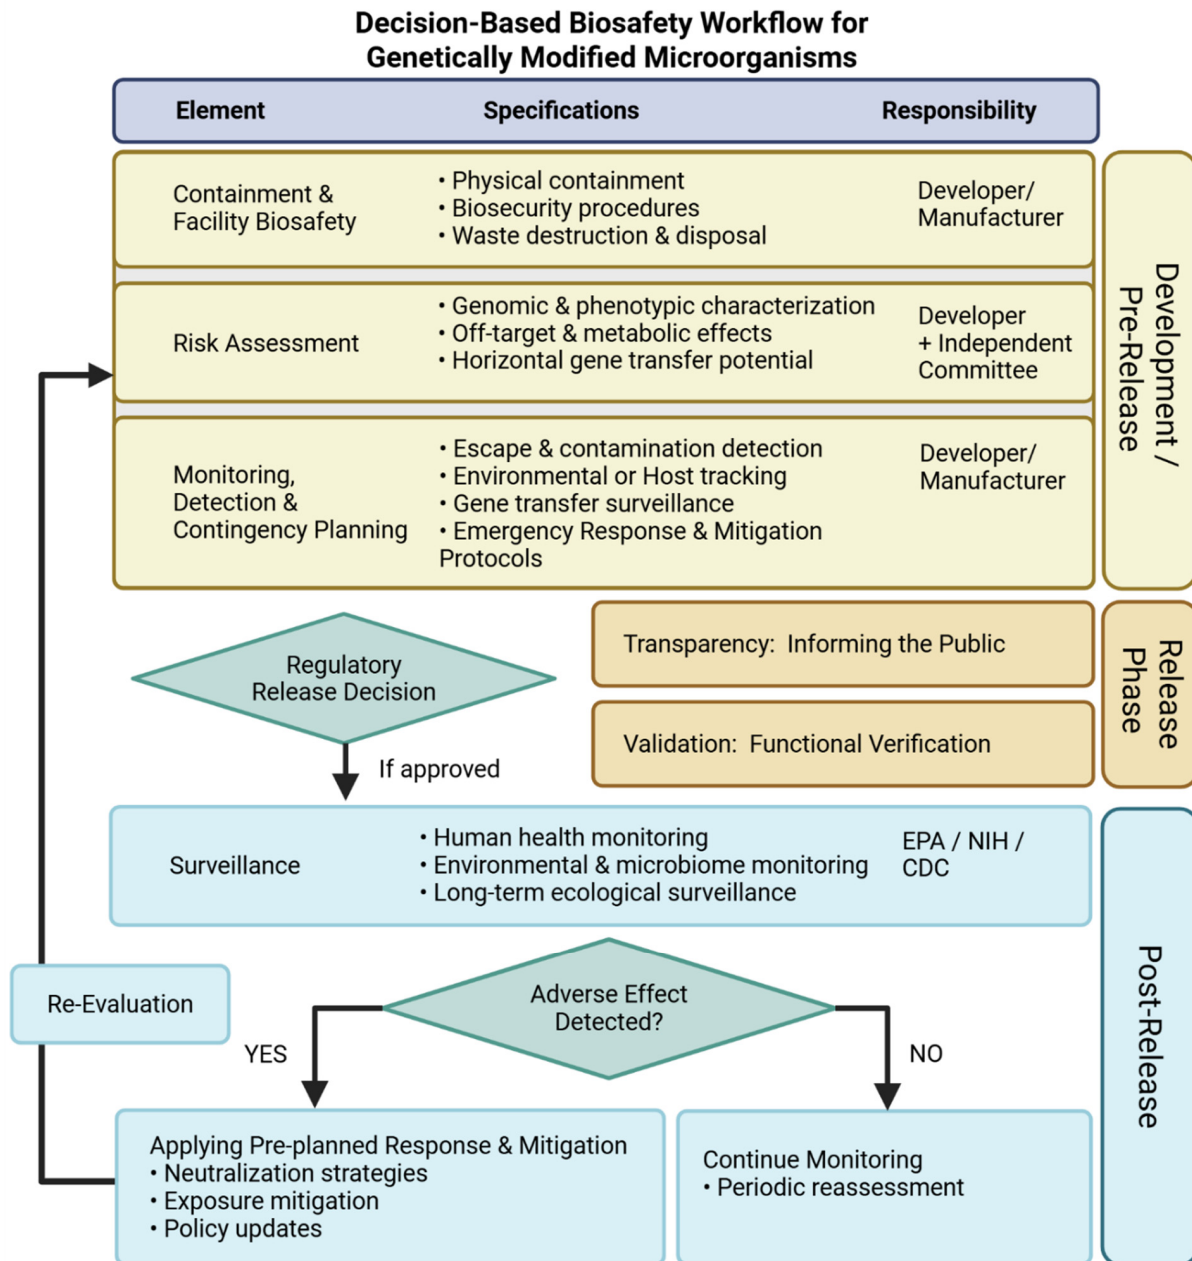 Decision-Based Biosafety Workflow for
Genetically Modified Microorganisms
Element
Specifications
Responsibility
Containment &
Facility Biosafety
• Physical containment
• Biosecurity procedures
• Waste destruction & disposal
Developer/
Manufacturer
Risk Assessment
• Genomic & phenotypic characterization
• Off-target & metabolic effects
• Horizontal gene transfer potential
Developer
+ Independent
Committee
Monitoring,
Detection &
Contingency Planning
• Escape & contamination detection
• Environmental or Host tracking
• Gene transfer surveillance
• Emergency Response & Mitigation
Protocols
Developer/
Manufacturer
Development /
Pre-Release
Regulatory
Release Decision
If approved
Transparency: Informing the Public
Validation: Functional Verification
Release
Phase
Surveillance
• Human health monitoring
• Environmental & microbiome monitoring
• Long-term ecological surveillance
EPA / NIH /
CDC
Adverse Effect
Detected?
Re-Evaluation
YES
NO
Applying Pre-planned Response & Mitigation
• Neutralization strategies
• Exposure mitigation
• Policy updates
Continue Monitoring
• Periodic reassessment
Post-Release